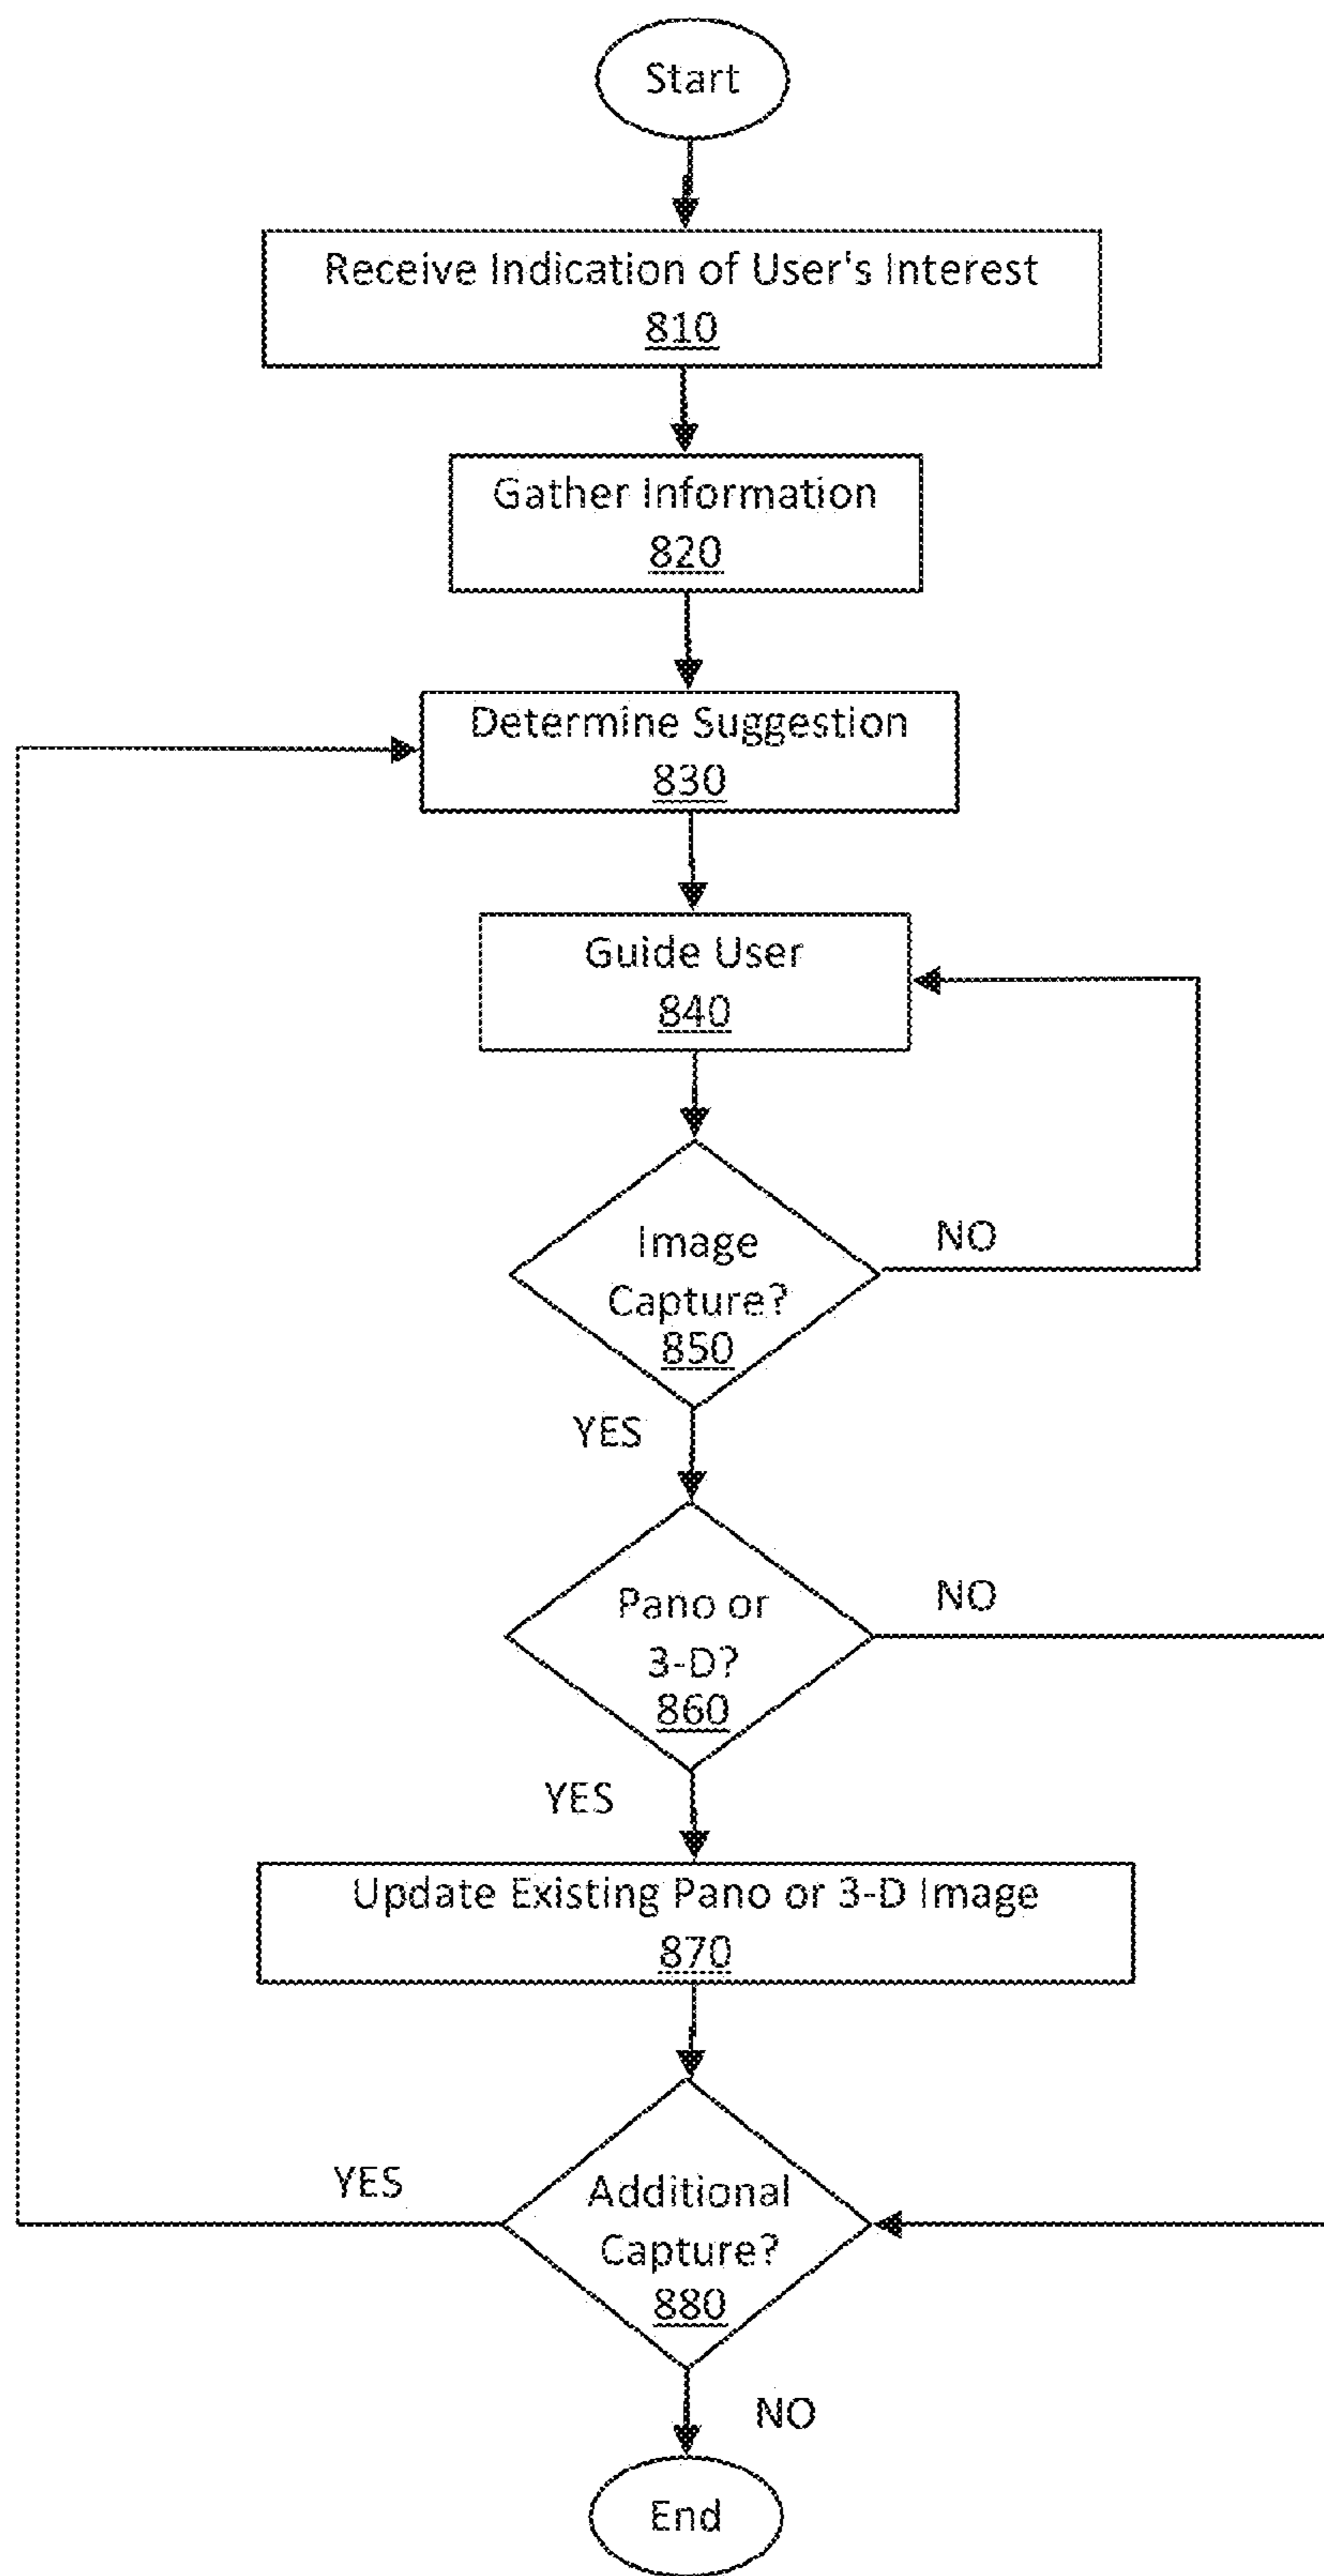 Start
Receive Indication of User's Interest
810
Gather Information
820
Determine Suggestion
830
Guide User
840
Image
Capture?
850
NO
YES
Pano or
3-D?
860
NO
YES
Update Existing Pano or 3-D Image
870
YES
Additional
Capture?
880
NO
End